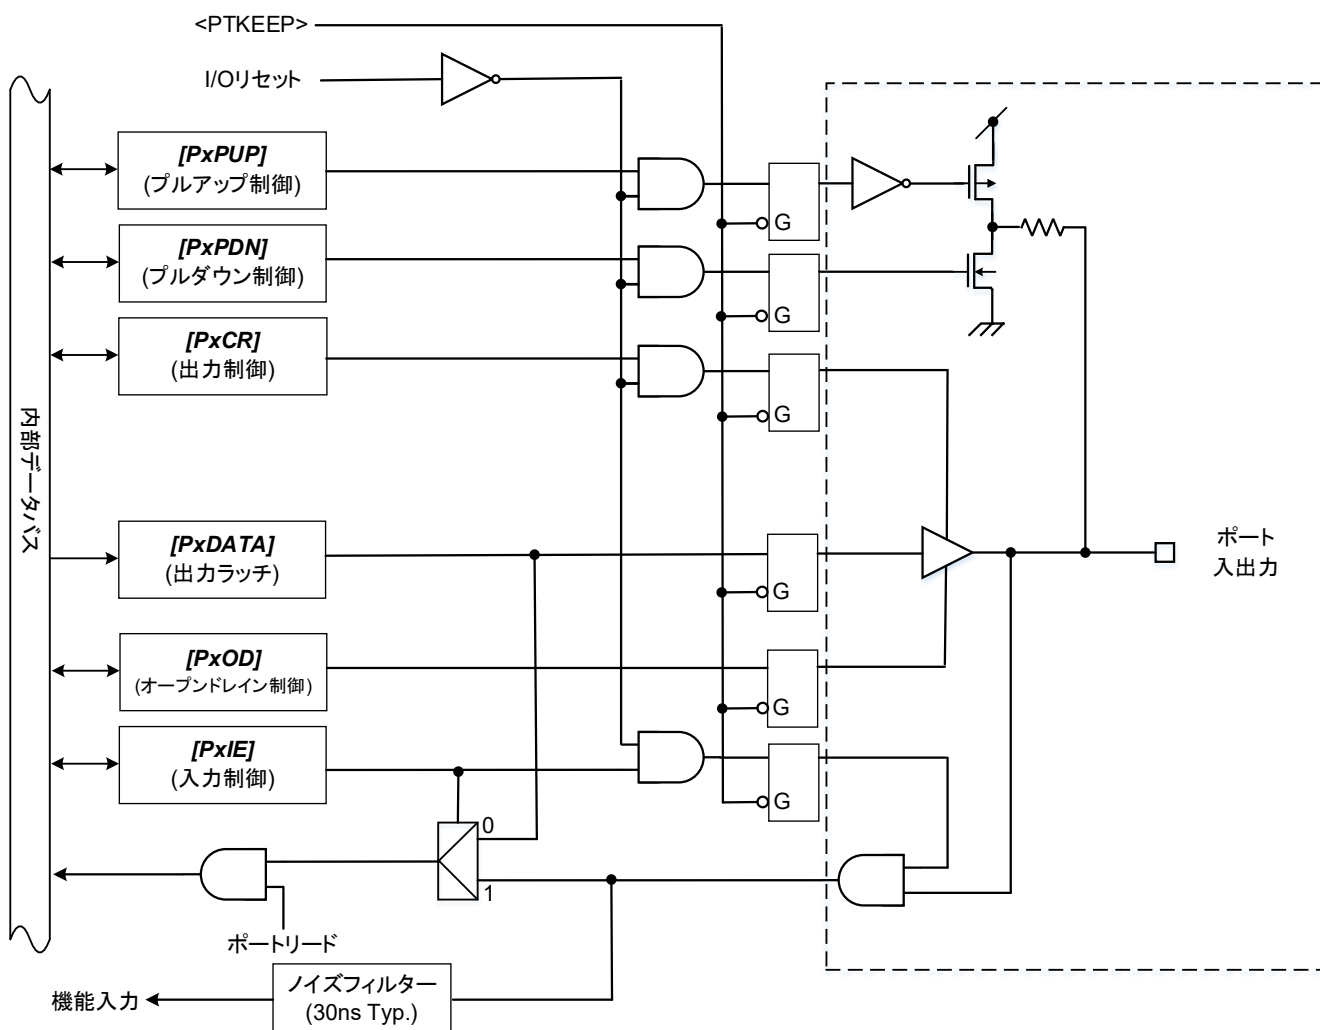 <PTKEEP>
I/Oリセット
[PxPUP]
(プルアップ制御)
G
[PxPDN]
(プルダウン制御)
G
[PxCR]
(出力制御)
G
内部データバス
[PxDATA]
(出力ラッチ)
G
ポート
入出力
[PxOD]
(オープンドレイン制御)
G
[PxIE]
(入力制御)
G
0
1
ポートリード
機能入力
ノイズフィルター
(30ns Typ.)